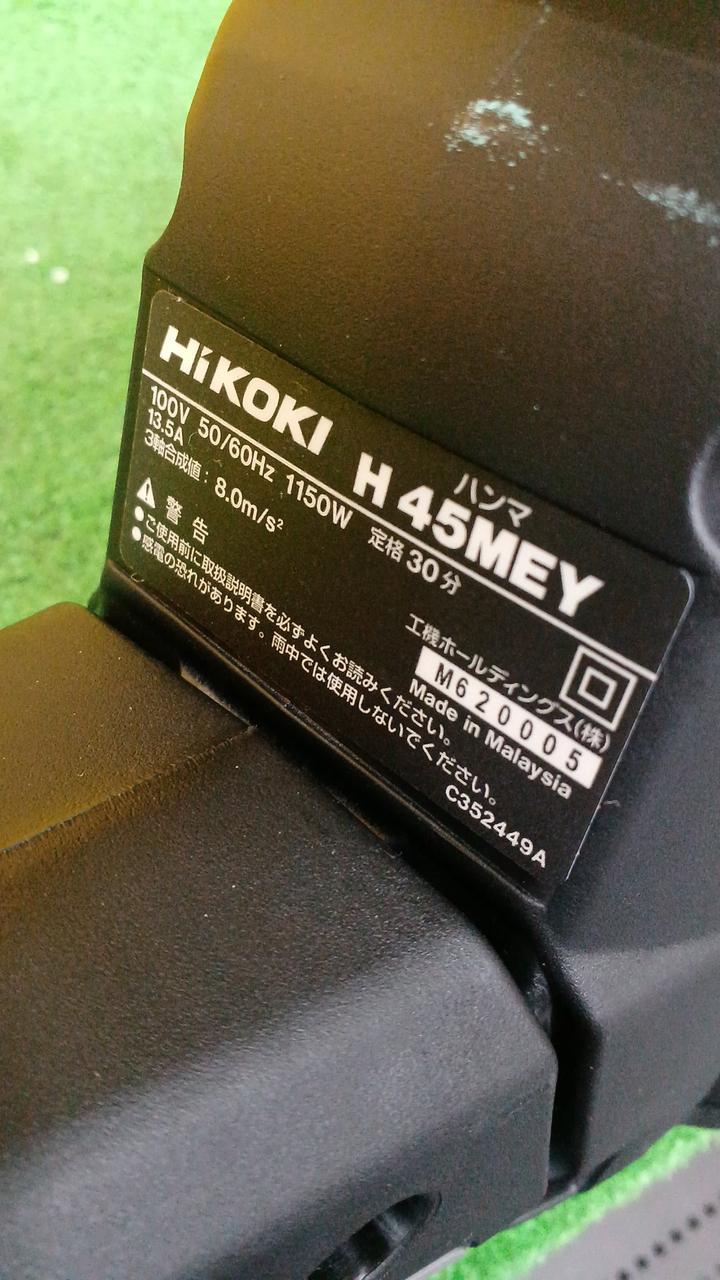 HiKOKI
ハンマ
H 45MEY
100V 50/60Hz 1150W 定格 30分
13.5A
3軸合成値 : 8.0m/s²
警告
●ご使用前に取扱説明書を必ずよくお読みください。
●感電の恐れがあります。雨中では使用しないでください。
工機ホールディングス(株)
M620005
Made in Malaysia
C352449A